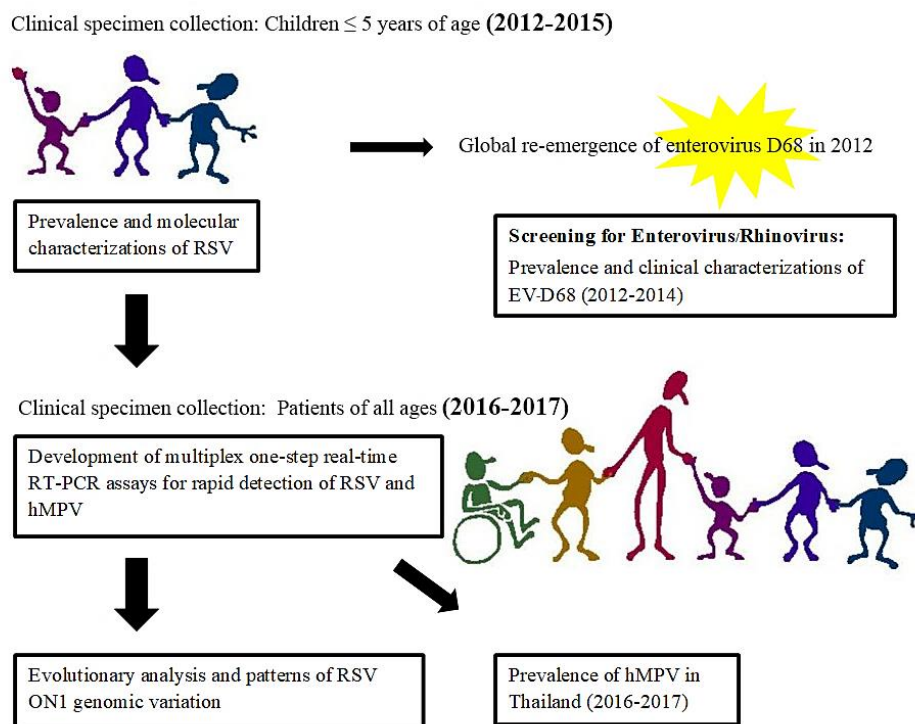 Clinical specimen collection: Children ≤ 5 years of age (2012-2015)
Global re-emergence of enterovirus D68 in 2012
Prevalence and molecular
characterizations of RSV
Screening for Enterovirus/Rhinovirus:
Prevalence and clinical characterizations of
EV-D68 (2012-2014)
Clinical specimen collection: Patients of all ages (2016-2017)
Development of multiplex one-step real-time
RT-PCR assays for rapid detection of RSV and
hMPV
Evolutionary analysis and patterns of RSV
ON1 genomic variation
Prevalence of hMPV in
Thailand (2016-2017)